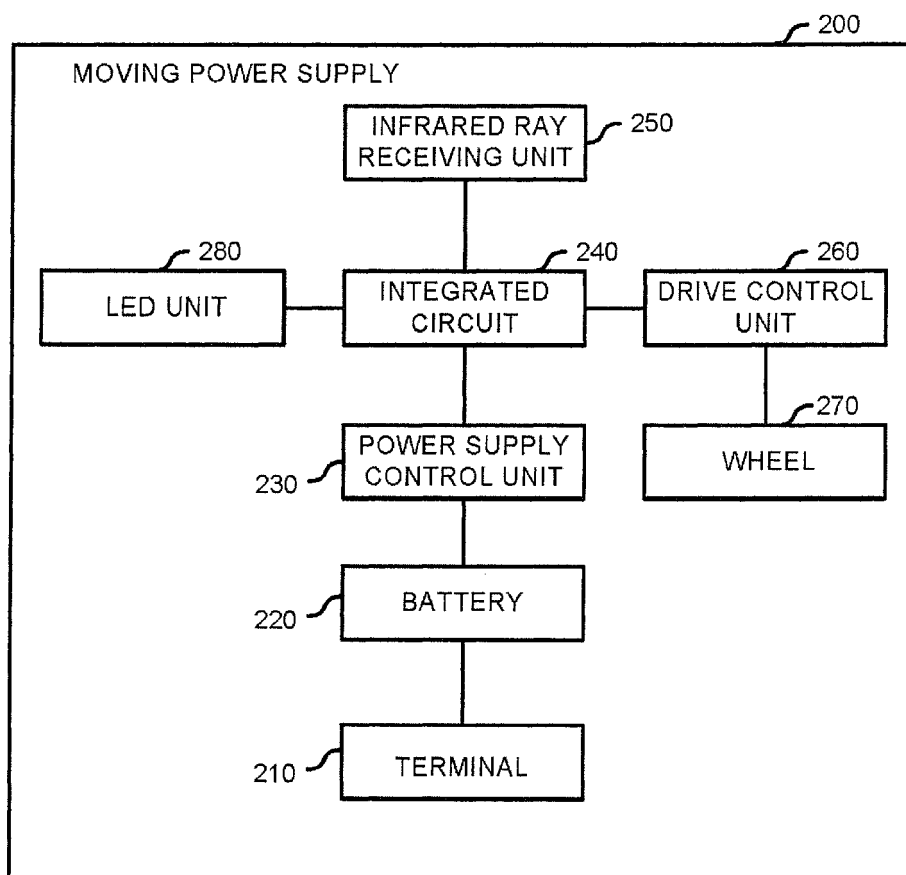 200
MOVING POWER SUPPLY
INFRARED RAY
RECEIVING UNIT
250
280
240
260
LED UNIT
INTEGRATED
CIRCUIT
DRIVE CONTROL
UNIT
270
POWER SUPPLY
CONTROL UNIT
230
WHEEL
BATTERY
220
TERMINAL
210